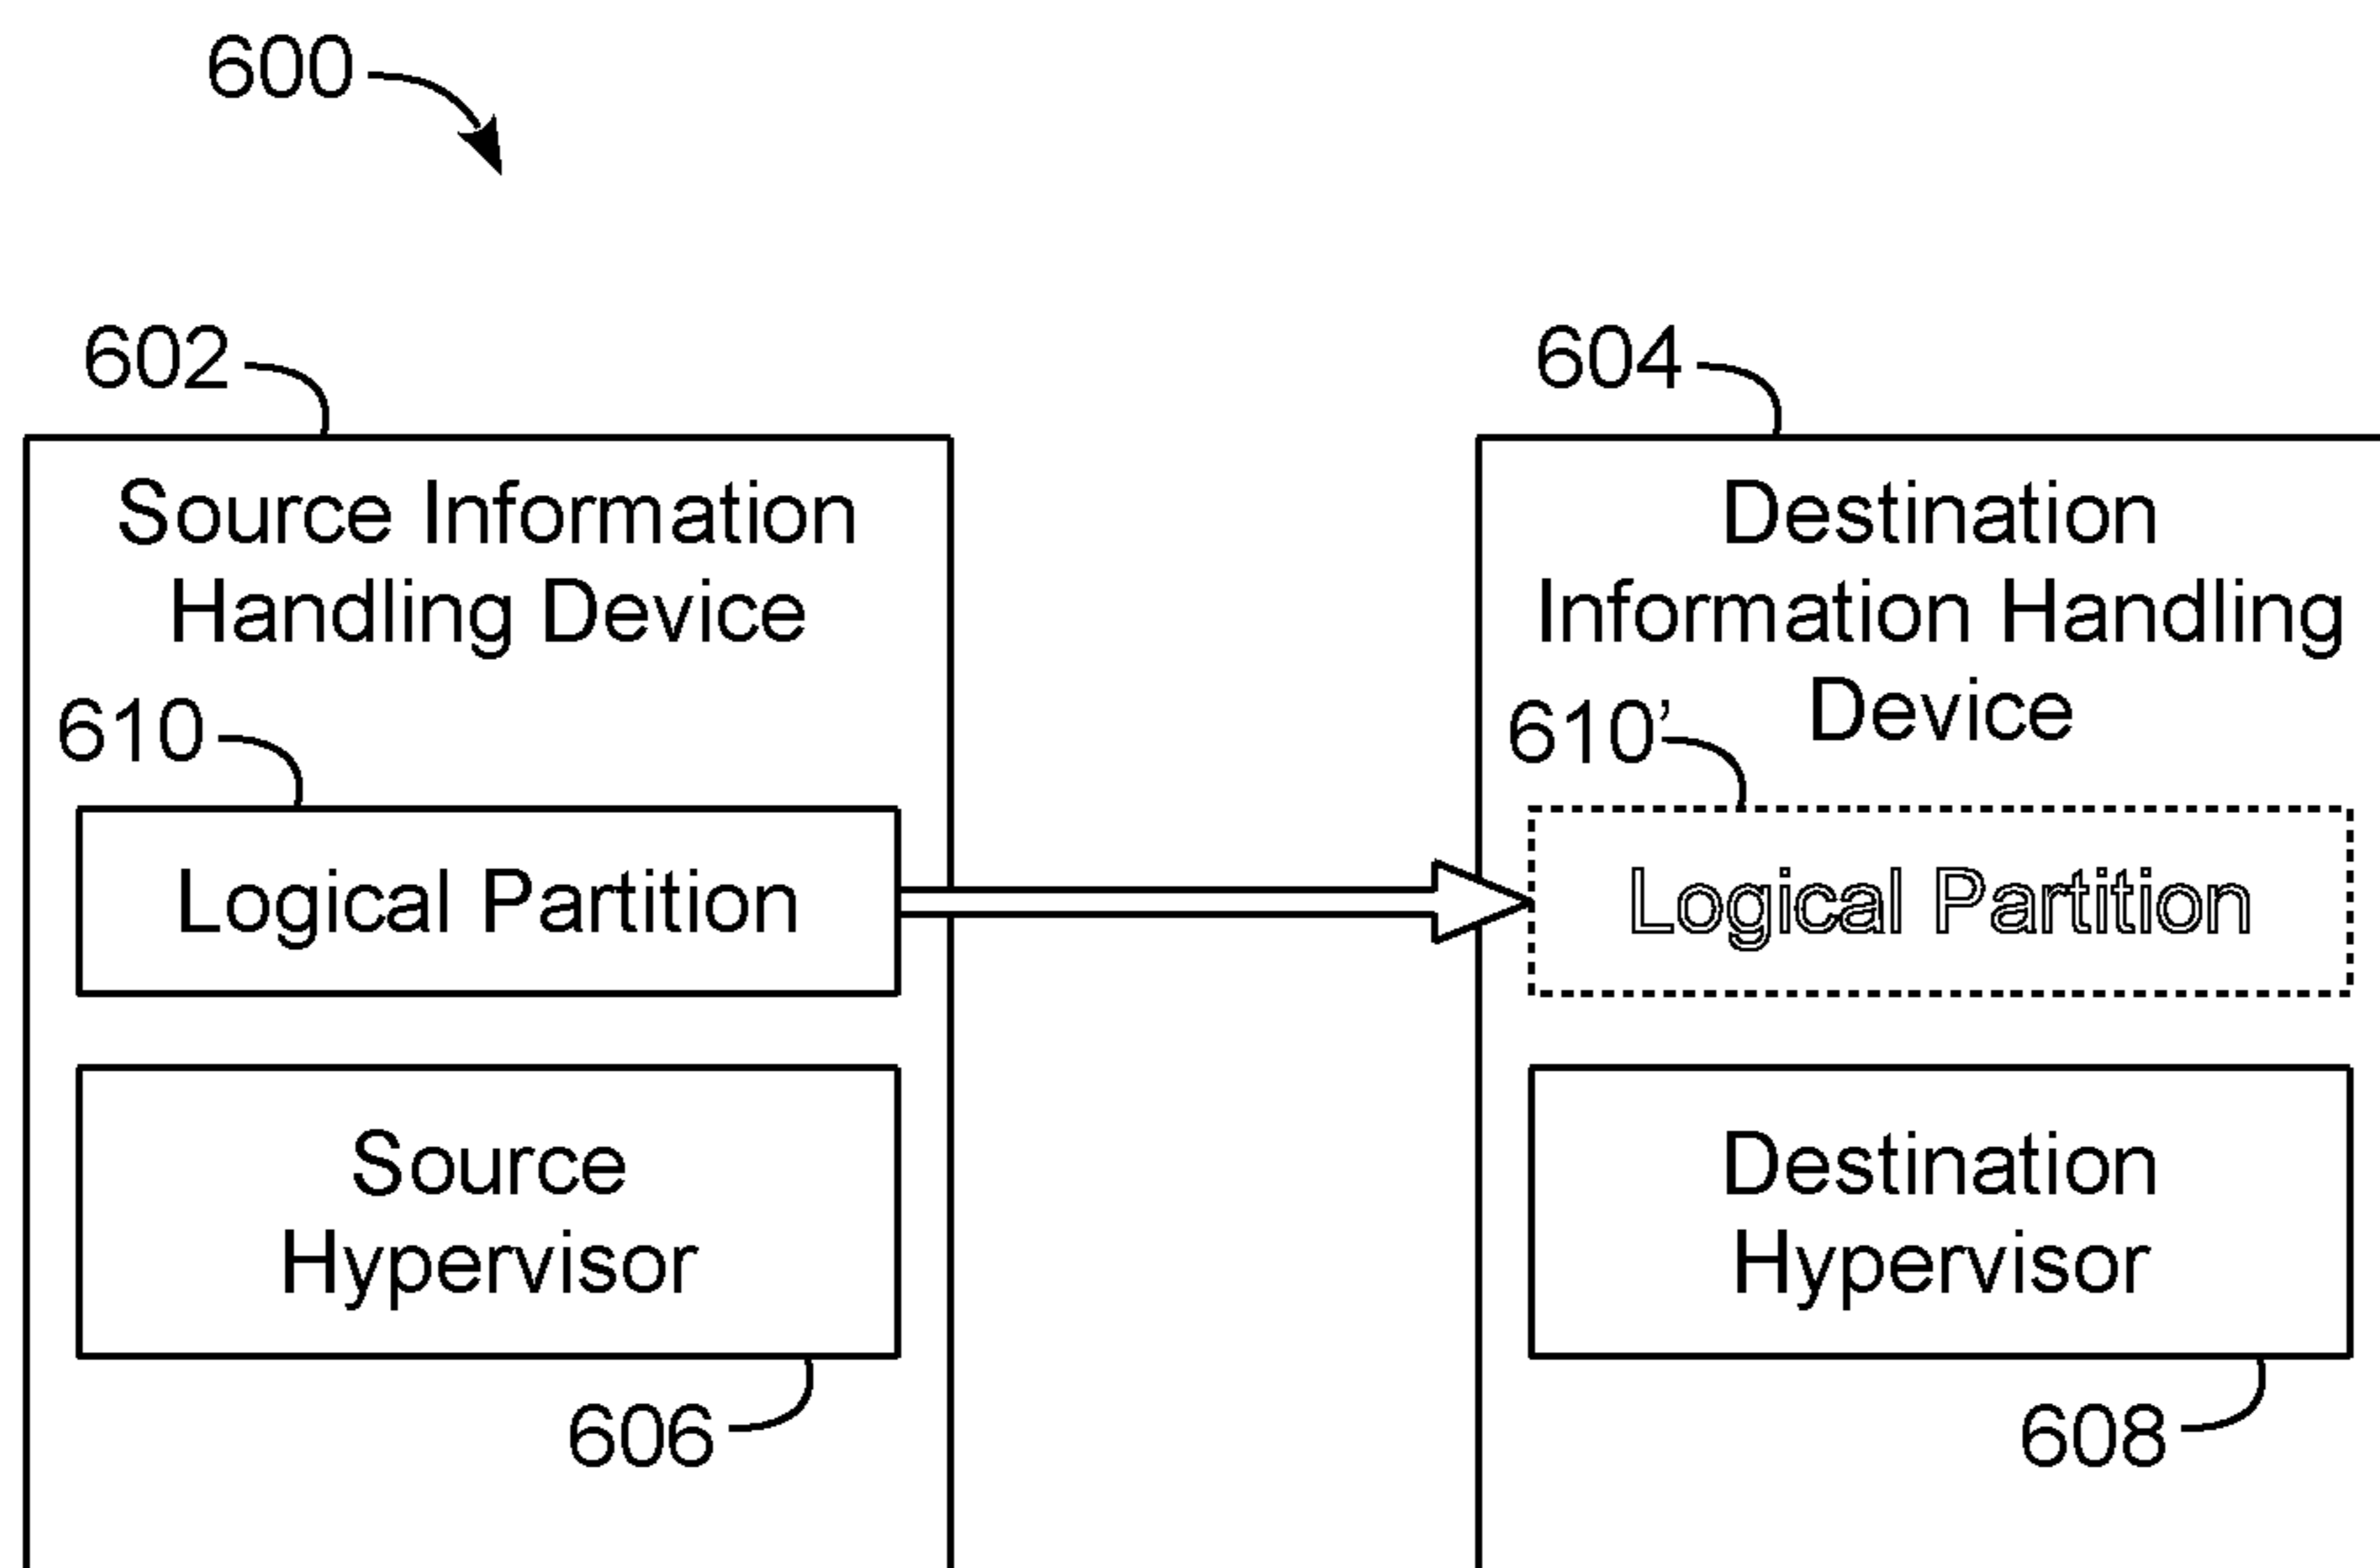 600
602
Source Information
Handling Device
610
Logical Partition
Source
Hypervisor
606
604
Destination
Information Handling
Device
610’
Logical Partition
Destination
Hypervisor
608